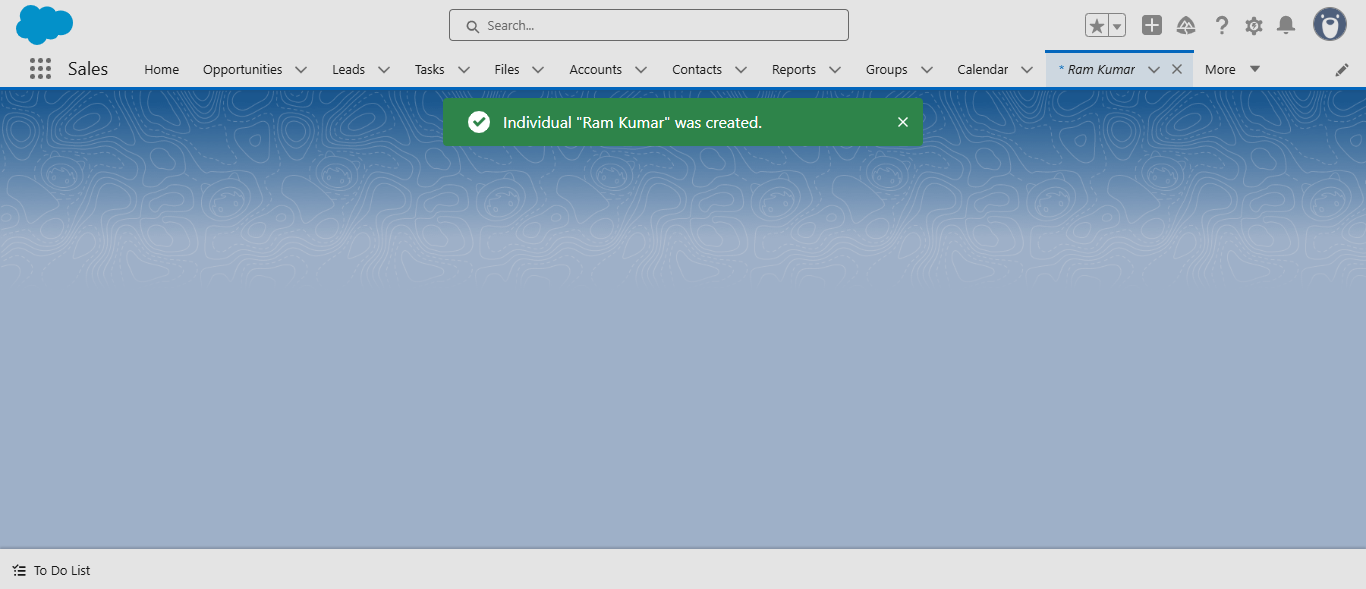 Search...
Sales
Home
Opportunities
Leads
Tasks
Files
Accounts
Contacts
Reports
Groups
Calendar
* Ram Kumar
More
Individual "Ram Kumar" was created.
To Do List